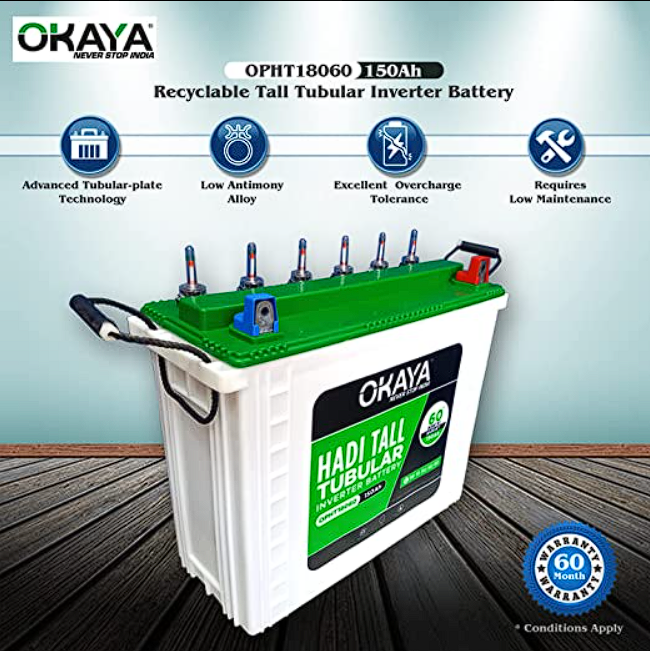 OKAYA
NEVER STOP INDIA
OPHT18060 150Ah
Recyclable Tall Tubular Inverter Battery
Advanced Tubular-plate
Technology
Low Antimony
Alloy
Excellent Overcharge
Tolerance
Requires
Low Maintenance
OKAYA
NEVER STOP INDIA
60
HADI TALL
TUBULAR
INVERTER BATTERY
OPHT18060 150Ah
WARRANTY
60
Month
WARRANTY
* Conditions Apply